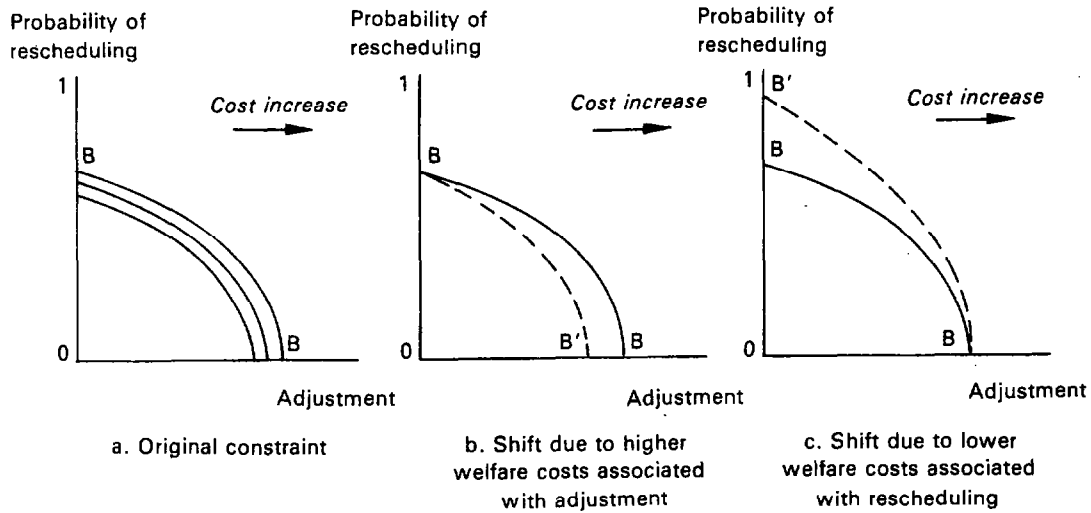 Probability of
rescheduling
1
Cost increase
B
B
0
Adjustment
a. Original constraint
Probability of
rescheduling
1
Cost increase
B
B'
B
0
Adjustment
b. Shift due to higher
welfare costs associated
with adjustment
Probability of
rescheduling
1
B'
Cost increase
B
B
0
Adjustment
c. Shift due to lower
welfare costs associated
with rescheduling